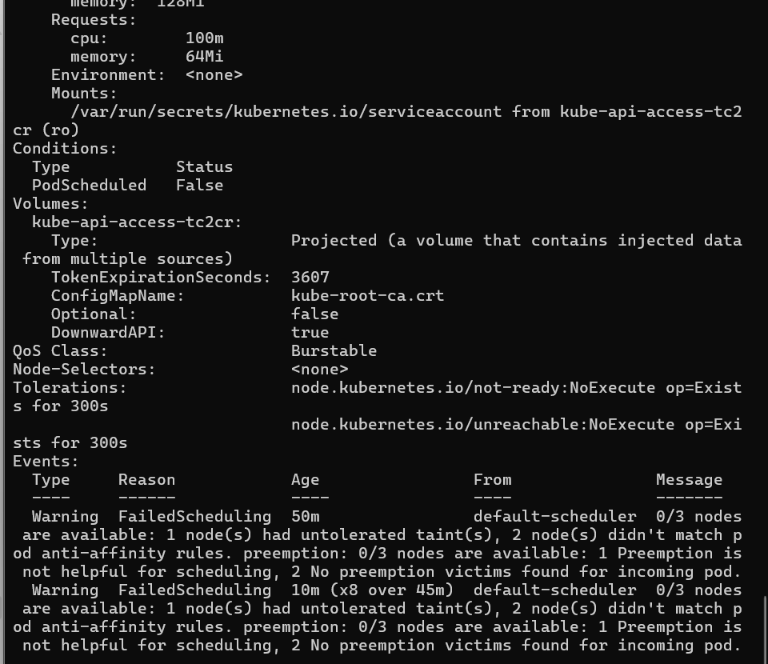 memory:  128Mi
    Requests:
      cpu:        100m
      memory:     64Mi
    Environment:  <none>
    Mounts:
      /var/run/secrets/kubernetes.io/serviceaccount from kube-api-access-tc2
cr (ro)
Conditions:
  Type           Status
  PodScheduled   False
Volumes:
  kube-api-access-tc2cr:
    Type:                    Projected (a volume that contains injected data
 from multiple sources)
    TokenExpirationSeconds:  3607
    ConfigMapName:           kube-root-ca.crt
    Optional:                false
    DownwardAPI:             true
QoS Class:                   Burstable
Node-Selectors:              <none>
Tolerations:                 node.kubernetes.io/not-ready:NoExecute op=Exist
s for 300s
                             node.kubernetes.io/unreachable:NoExecute op=Exi
sts for 300s
Events:
  Type     Reason            Age                From               Message
  ----     ------            ----               ----               -------
  Warning  FailedScheduling  50m                default-scheduler  0/3 nodes
 are available: 1 node(s) had untolerated taint(s), 2 node(s) didn't match p
od anti-affinity rules. preemption: 0/3 nodes are available: 1 Preemption is
 not helpful for scheduling, 2 No preemption victims found for incoming pod.
  Warning  FailedScheduling  10m (x8 over 45m)  default-scheduler  0/3 nodes
 are available: 1 node(s) had untolerated taint(s), 2 node(s) didn't match p
od anti-affinity rules. preemption: 0/3 nodes are available: 1 Preemption is
 not helpful for scheduling, 2 No preemption victims found for incoming pod.